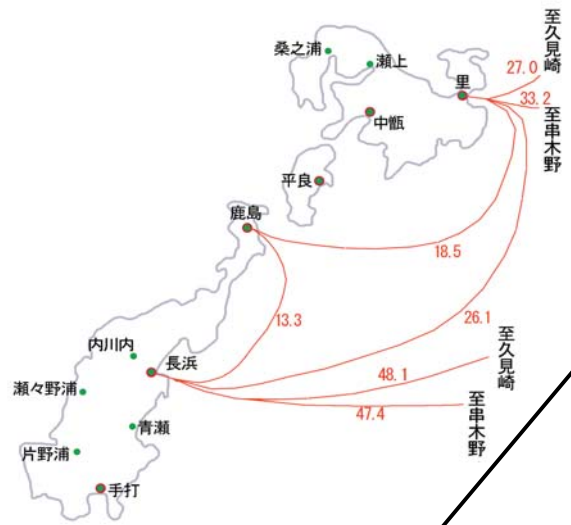 桑之浦
瀬上
里
至久見崎
27.0
33.2
至串木野
中甑
平良
鹿島
18.5
13.3
26.1
内川内
長浜
至久見崎
48.1
瀬々野浦
47.4
至串木野
青瀬
片野浦
手打